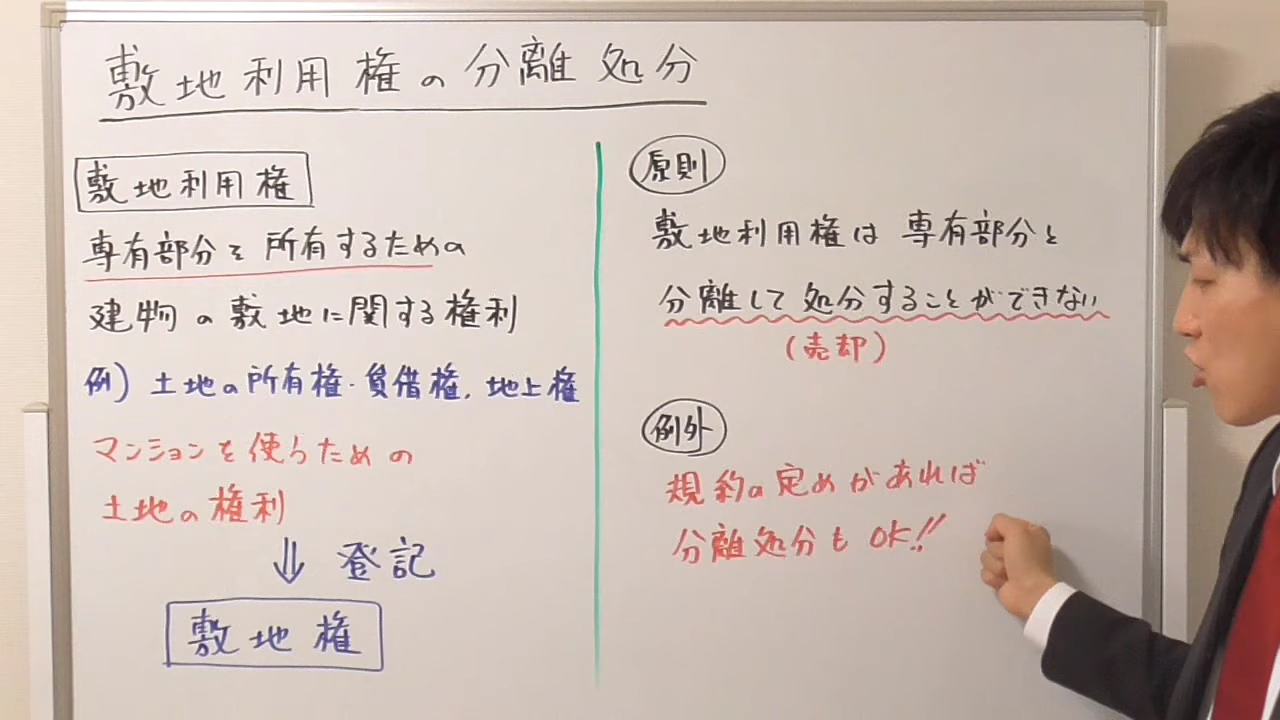 敷地利用権の分離処分
敷地利用権
専有部分を所有するための
建物の敷地に関する権利
例) 土地の所有権・賃借権, 地上権
マンションを使うための
土地の権利
⇓ 登記
敷地権
原則
敷地利用権は専有部分と
分離して処分することができない
(売却)
例外
規約の定めがあれば
分離処分も OK!!